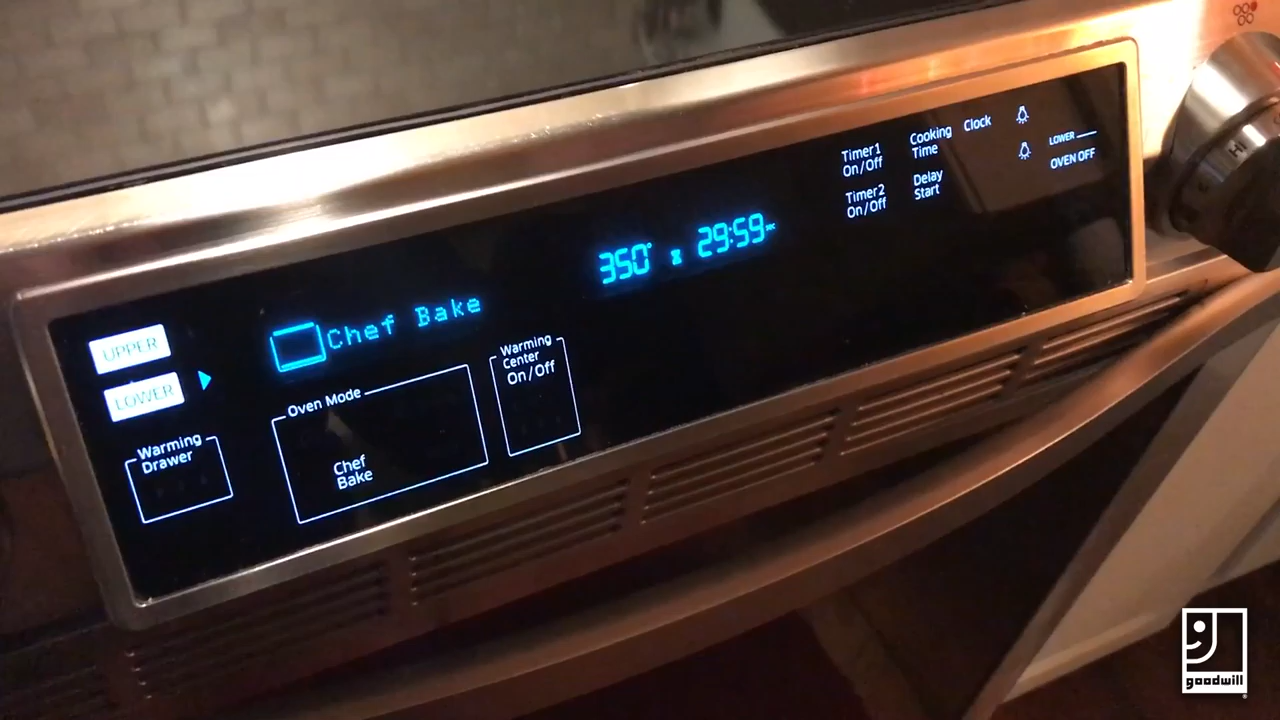 UPPER
LOWER
Warming
Drawer
Chef Bake
Oven Mode
Chef
Bake
Warming
Center
On/Off
350° 29:59
Timer1
On/Off
Timer2
On/Off
Cooking
Time
Delay
Start
Clock
LOWER
OVEN OFF
HI
goodwill